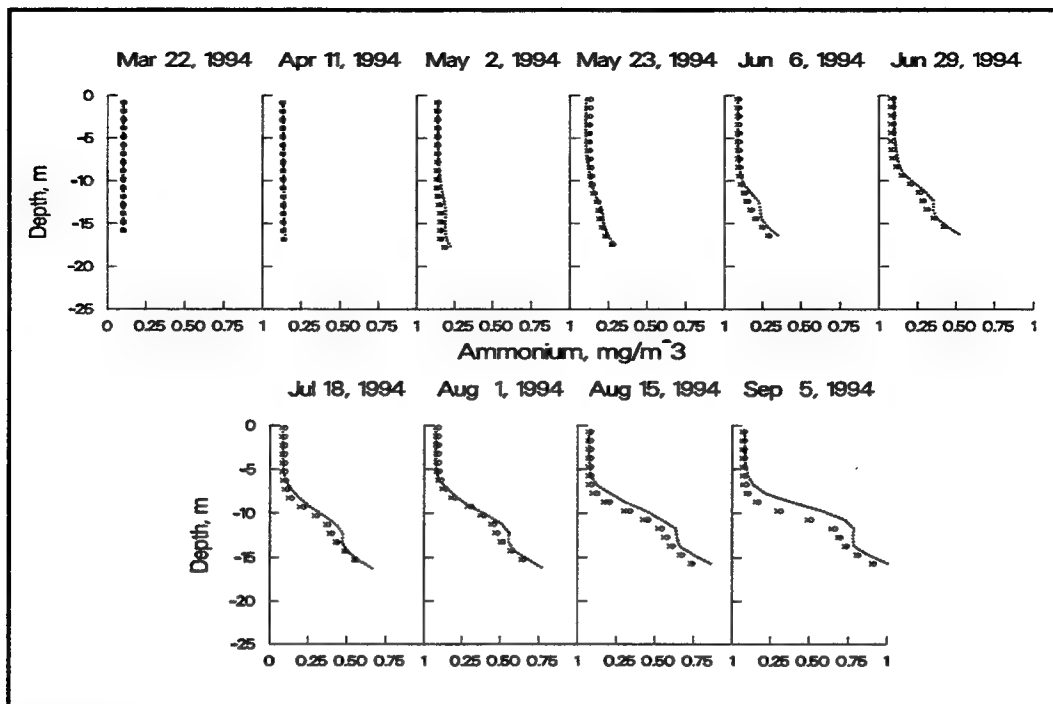 Mar 22, 1994 Apr 11, 1994 May 2, 1994 May 23, 1994 Jun 6, 1994 Jun 29, 1994
0
-5
-10
-15
-20
-25
Depth, m
0 0.25 0.50 0.75 1 0.25 0.50 0.75 1 0.25 0.50 0.75 1 0.25 0.50 0.75 1 0.25 0.50 0.75 1 0.25 0.50 0.75 1
Ammonium, mg/m^3
Jul 18, 1994 Aug 1, 1994 Aug 15, 1994 Sep 5, 1994
0
-5
-10
-15
-20
-25
Depth, m
0 0.25 0.50 0.75 1 0.25 0.50 0.75 1 0.25 0.50 0.75 1 0.25 0.50 0.75 1